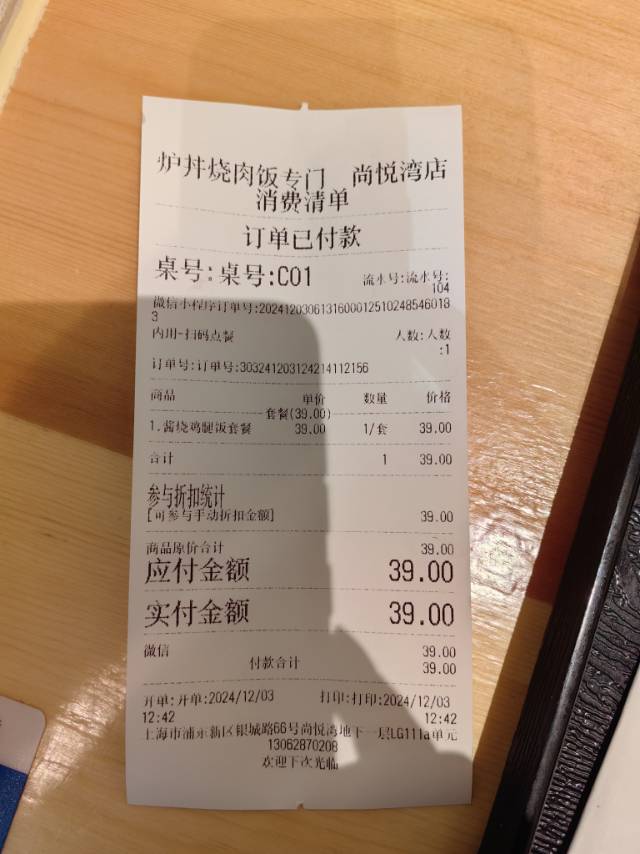 炉丼烧肉饭专门 尚悦湾店
消费清单
订单已付款
桌号:桌号:C01
流水号:流水号:
104
微信小程序订单号:2024120306131600012510248546018
3
内用-扫码点餐
人数:人数
:1
订单号:订单号:303241203124214112156
商品 单价 数量 价格
套餐(39.00)
1.酱烧鸡腿饭套餐 39.00 1/套 39.00
合计 1 39.00
参与折扣统计
[可参与手动折扣金额] 39.00
商品原价合计 39.00
应付金额 39.00
实付金额 39.00
微信 39.00
付款合计 39.00
开单:开单:2024/12/03 打印:打印:2024/12/03
12:42 12:42
上海市浦东新区银城路66号尚悦湾地下一层LG111a单元
13062870208
欢迎下次光临